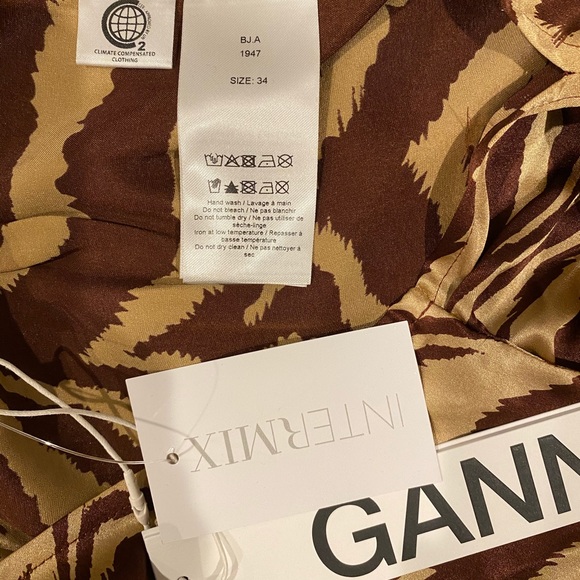 2
CLIMATE COMPENSATED
CLOTHING
BJ.A
1947
SIZE: 34
Hand wash / Lavage à main
Do not bleach / Ne pas blanchir
Do not tumble dry / Ne pas utiliser de
sèche-linge
Iron at low temperature / Repasser à
basse température
Do not dry clean / Ne pas nettoyer à
sec
INTERMIX
GANN